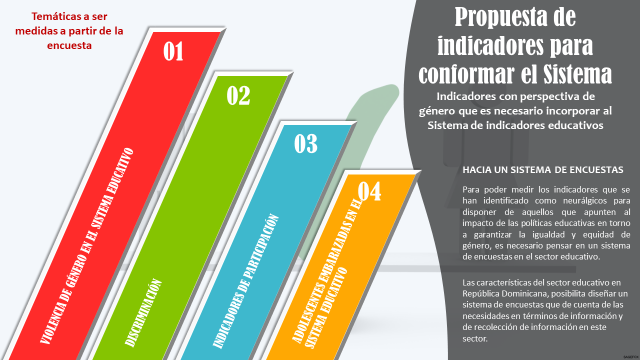 Temáticas a ser
medidas a partir de la
encuesta
01
VIOLENCIA DE GÉNERO EN EL SISTEMA EDUCATIVO
02
DISCRIMINACIÓN
03
INDICADORES DE PARTICIPACIÓN
04
ADOLESCENTES EMBARAZADAS EN EL
SISTEMA EDUCATIVO
Propuesta de
indicadores para
conformar el Sistema
Indicadores con perspectiva de
género que es necesario incorporar al
Sistema de indicadores educativos
HACIA UN SISTEMA DE ENCUESTAS
Para poder medir los indicadores que se
han identificado como neurálgicos para
disponer de aquellos que apunten al
impacto de las políticas educativas en torno
a garantizar la igualdad y equidad de
género, es necesario pensar en un sistema
de encuestas en el sector educativo.
Las características del sector educativo en
República Dominicana, posibilita diseñar un
sistema de encuestas que de cuenta de las
necesidades en términos de información y
de recolección de información en este
sector.